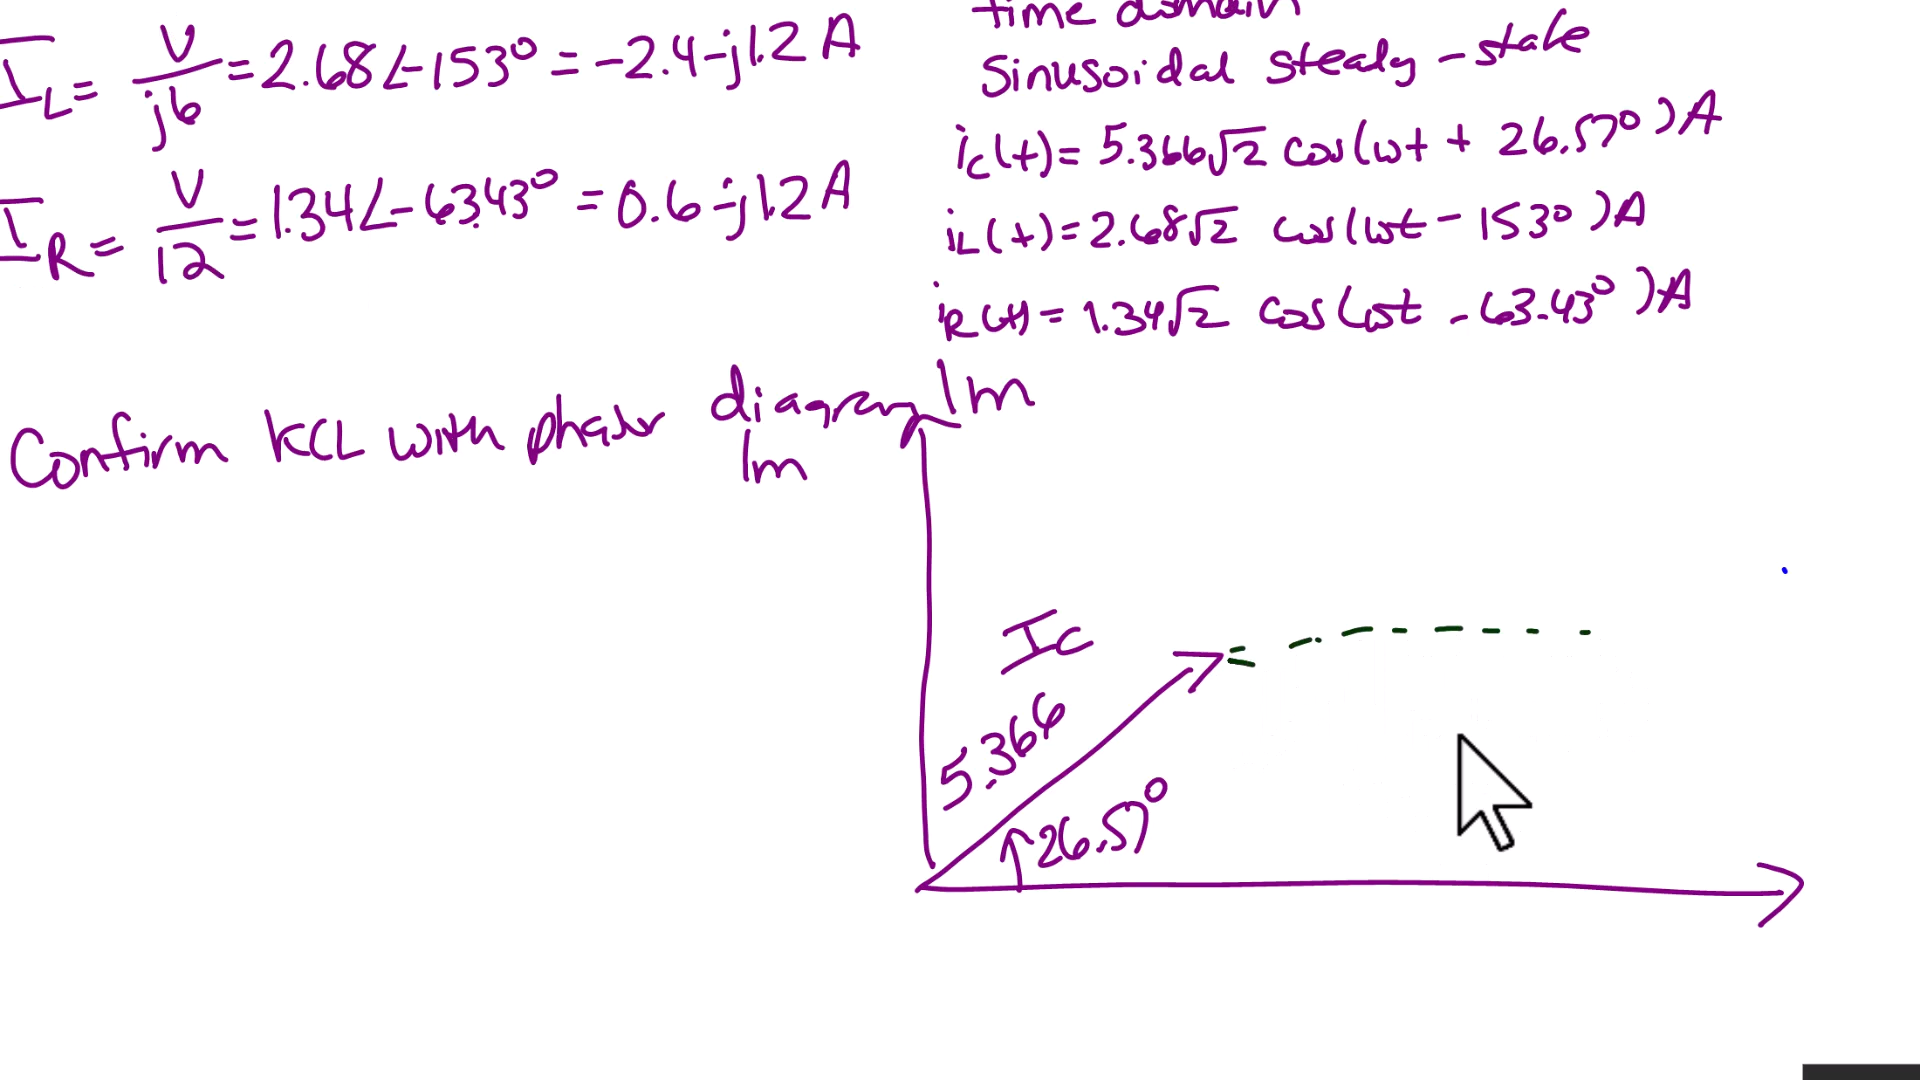 I_L = V/j6 = 2.68∠-153° = -2.4-j1.2 A
I_R = V/12 = 1.34∠-63.43° = 0.6-j1.2 A
time domain
Sinusoidal steady-state
i_C(t) = 5.366√2 cos(ωt + 26.57°)A
i_L(t) = 2.68√2 cos(ωt - 153°)A
i_R(t) = 1.34√2 cos(ωt - 63.43°)A
Confirm KCL with phasor diagram
Im
Im
I_C
5.366
26.57°